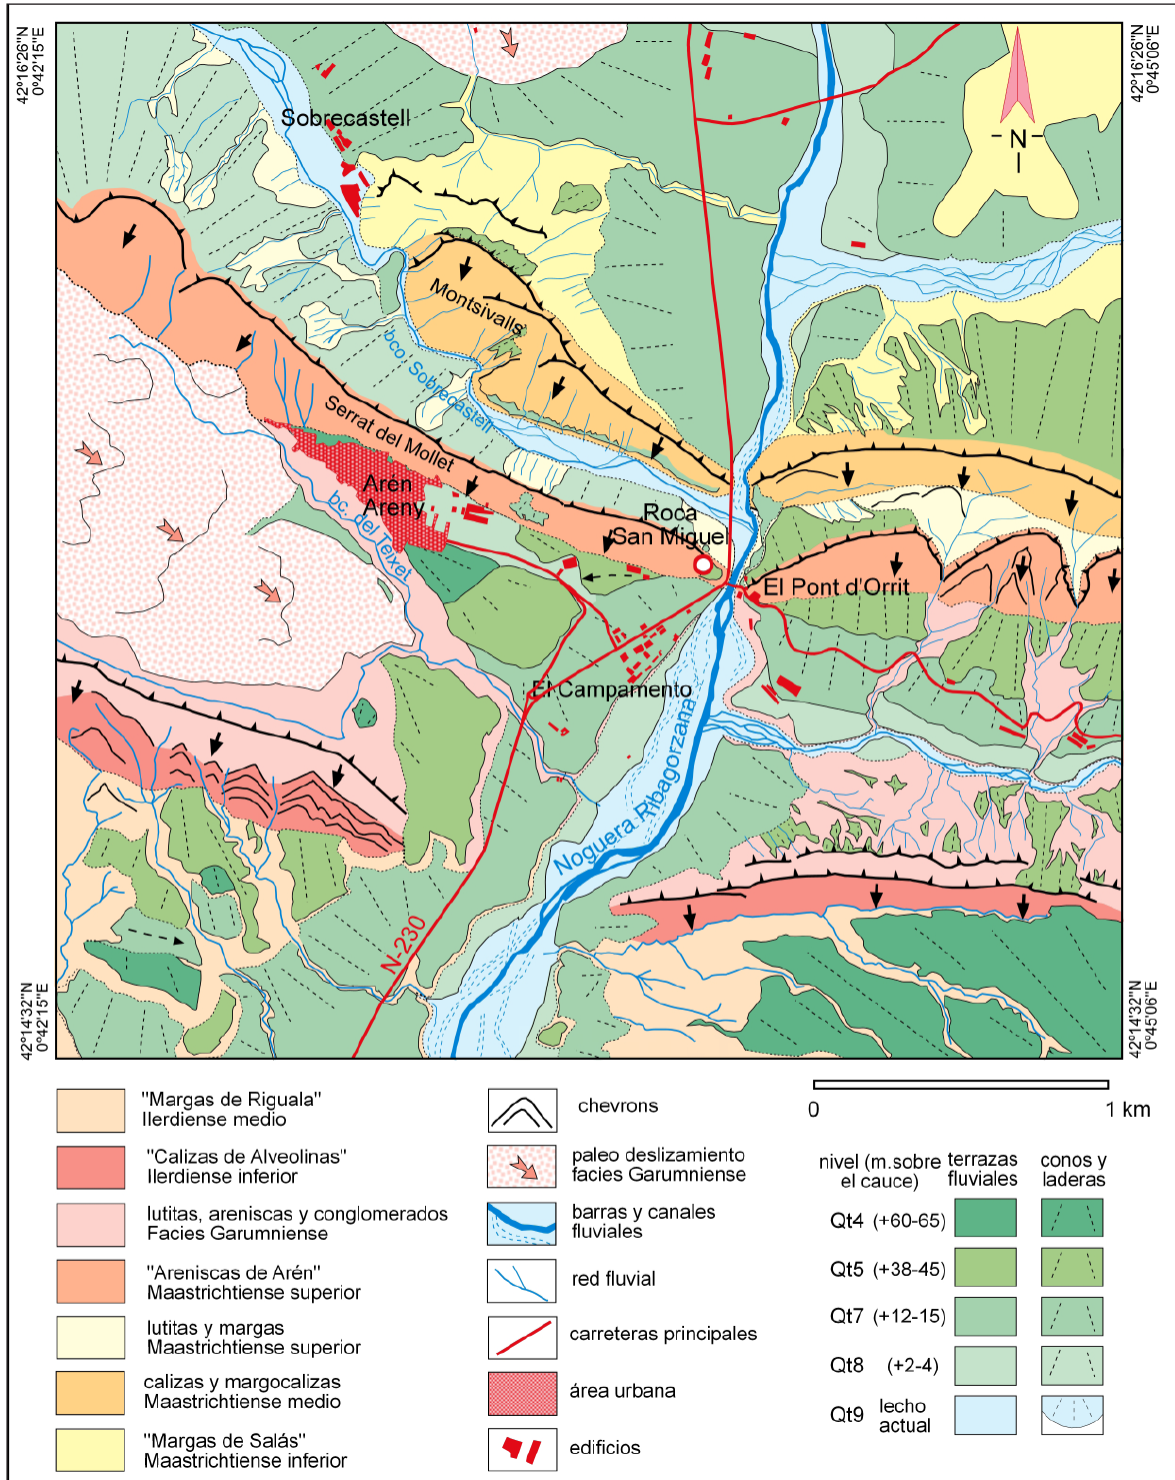 42°16'26"N
0°42'15"E
42°16'26"N
0°45'06"E
N
Sobrecastell
Montsivalls
bco. Sobrecastell
Serrat del Mollet
Arén
Areny
bc. del Teixet
Roca
San Miguel
El Pont d'Orrit
El Campamento
Noguera Ribagorzana
N-230
42°14'32"N
0°42'15"E
42°14'32"N
0°45'06"E
"Margas de Riguala"
Ilerdiense medio
"Calizas de Alveolinas"
Ilerdiense inferior
lutitas, areniscas y conglomerados
Facies Garumniense
"Areniscas de Arén"
Maastrichtiense superior
lutitas y margas
Maastrichtiense superior
calizas y margocalizas
Maastrichtiense medio
"Margas de Salás"
Maastrichtiense inferior
chevrons
paleo deslizamiento
facies Garumniense
barras y canales
fluviales
red fluvial
carreteras principales
área urbana
edificios
0 1 km
nivel (m.sobre
el cauce)
terrazas
fluviales
conos y
laderas
Qt4 (+60-65)
Qt5 (+38-45)
Qt7 (+12-15)
Qt8 (+2-4)
Qt9 lecho
actual